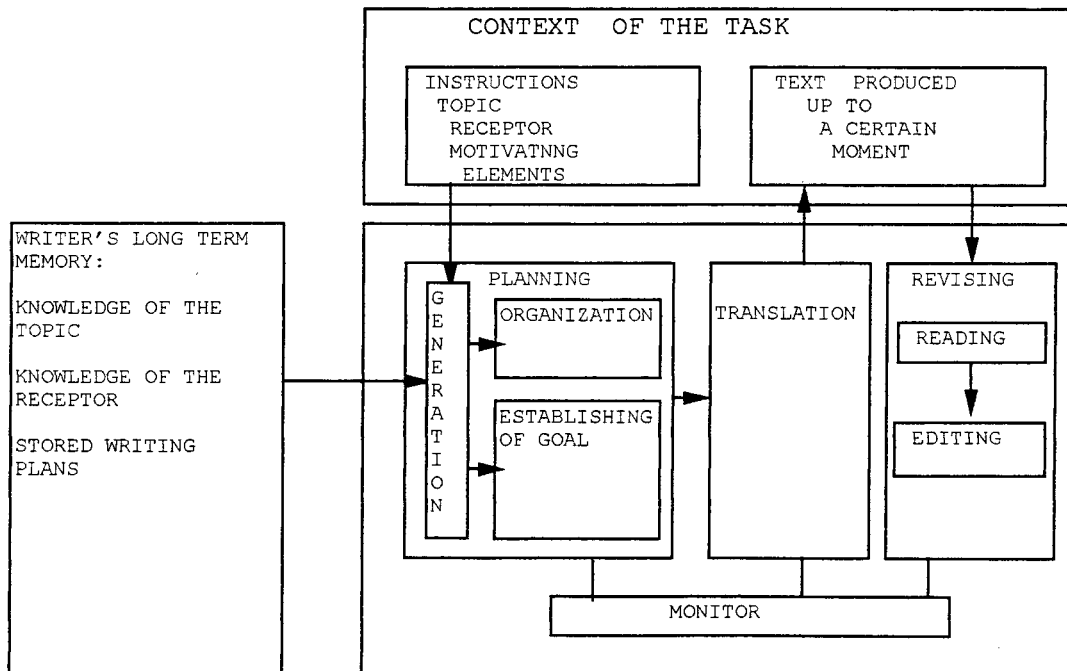 CONTEXT OF THE TASK
INSTRUCTIONS
TOPIC
RECEPTOR
MOTIVATNNG
ELEMENTS
TEXT PRODUCED
UP TO
A CERTAIN
MOMENT
WRITER'S LONG TERM
MEMORY:
KNOWLEDGE OF THE
TOPIC
KNOWLEDGE OF THE
RECEPTOR
STORED WRITING
PLANS
PLANNING
GENERATION
ORGANIZATION
ESTABLISHING
OF GOAL
TRANSLATION
REVISING
READING
EDITING
MONITOR